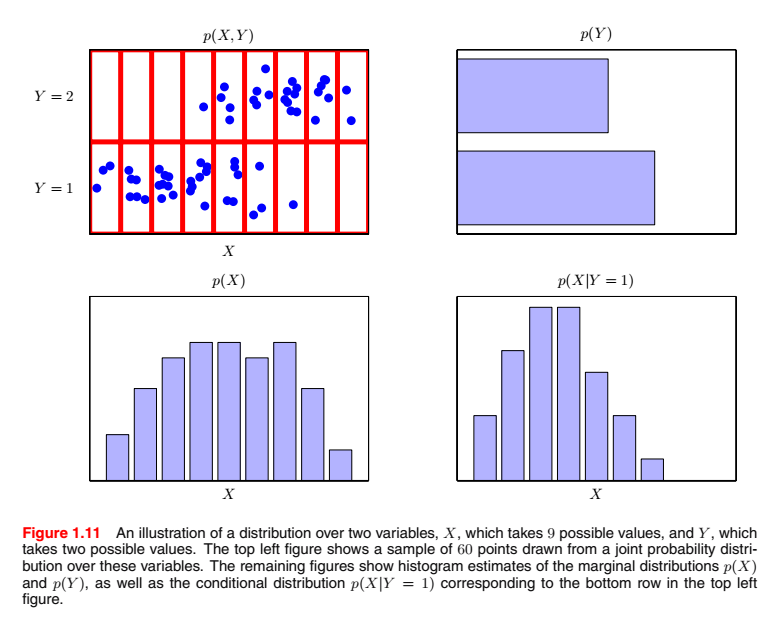 p(X, Y)
p(Y)
Y = 2
Y = 1
X
p(X)
p(X|Y = 1)
X
X
Figure 1.11 An illustration of a distribution over two variables, X, which takes 9 possible values, and Y, which
takes two possible values. The top left figure shows a sample of 60 points drawn from a joint probability distri-
bution over these variables. The remaining figures show histogram estimates of the marginal distributions p(X)
and p(Y), as well as the conditional distribution p(X|Y = 1) corresponding to the bottom row in the top left
figure.